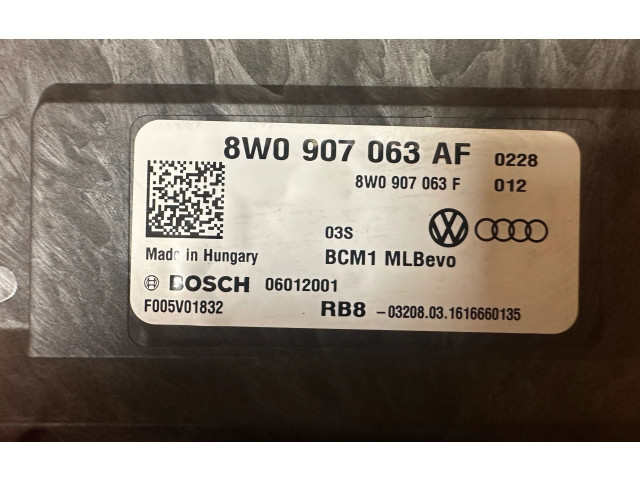 8W0 907 063 AF 0228
8W0 907 063 F 012
03S
Made in Hungary BCM1 MLBevo
BOSCH 06012001
F005V01832 RB8 -03208.03.1616660135